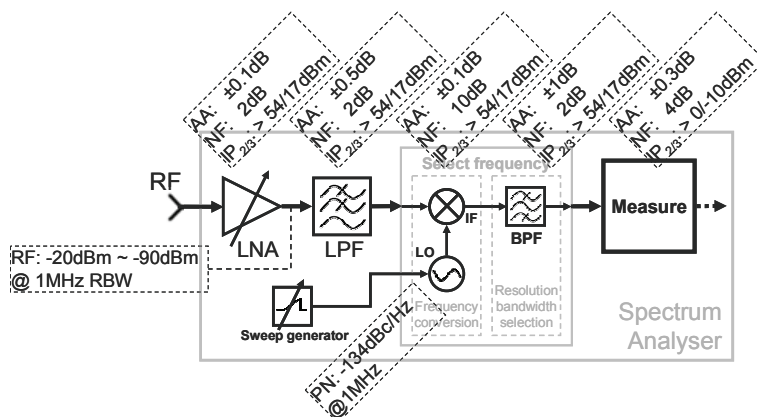 AA: ±0.1dB
NF: 2dB
IP2/3: > 54/17dBm
AA: ±0.5dB
NF: 2dB
IP2/3: > 54/17dBm
AA: ±0.1dB
NF: 10dB
IP2/3: > 54/17dBm
AA: ±1dB
NF: 2dB
IP2/3: > 54/17dBm
AA: ±0.3dB
NF: 4dB
IP2/3: > 0/-10dBm
Select frequency
RF
LNA
LPF
IF
BPF
Measure
RF: -20dBm ~ -90dBm
@ 1MHz RBW
LO
Sweep generator
Frequency
conversion
Resolution
bandwidth
selection
Spectrum
Analyser
PN: -134dBc/Hz
@1MHz